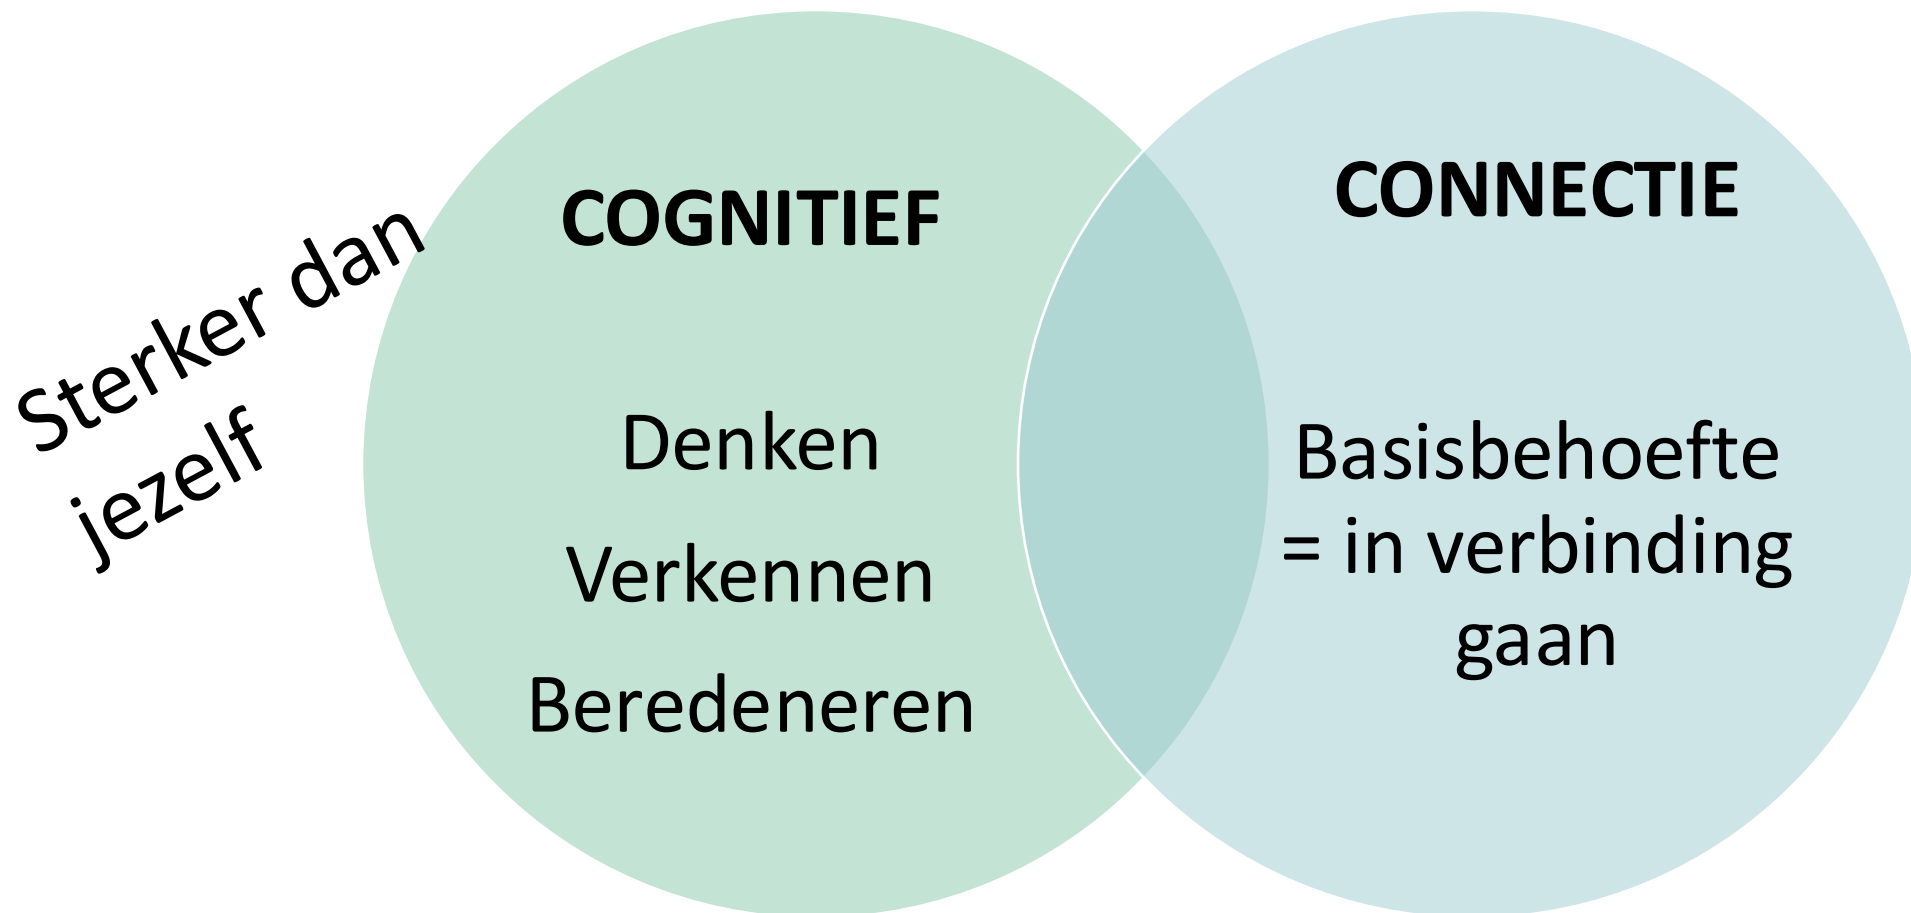 Sterker dan
jezelf
COGNITIEF
Denken
Verkennen
Beredeneren
CONNECTIE
Basisbehoefte
= in verbinding
gaan